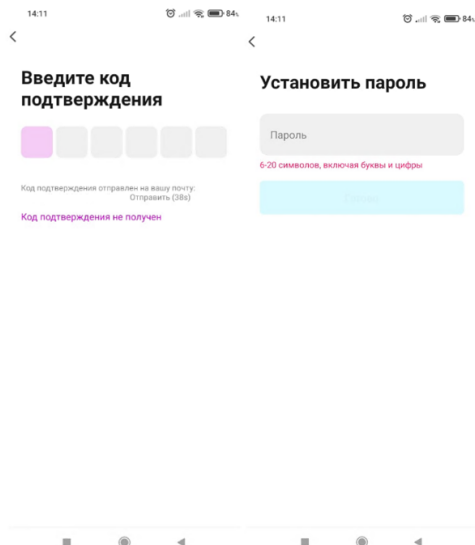 14:11
84
Введите код
подтверждения
Код подтверждения отправлен на вашу почту:
Отправить (38s)
Код подтверждения не получен
14:11
84
Установить пароль
Пароль
6-20 символов, включая буквы и цифры